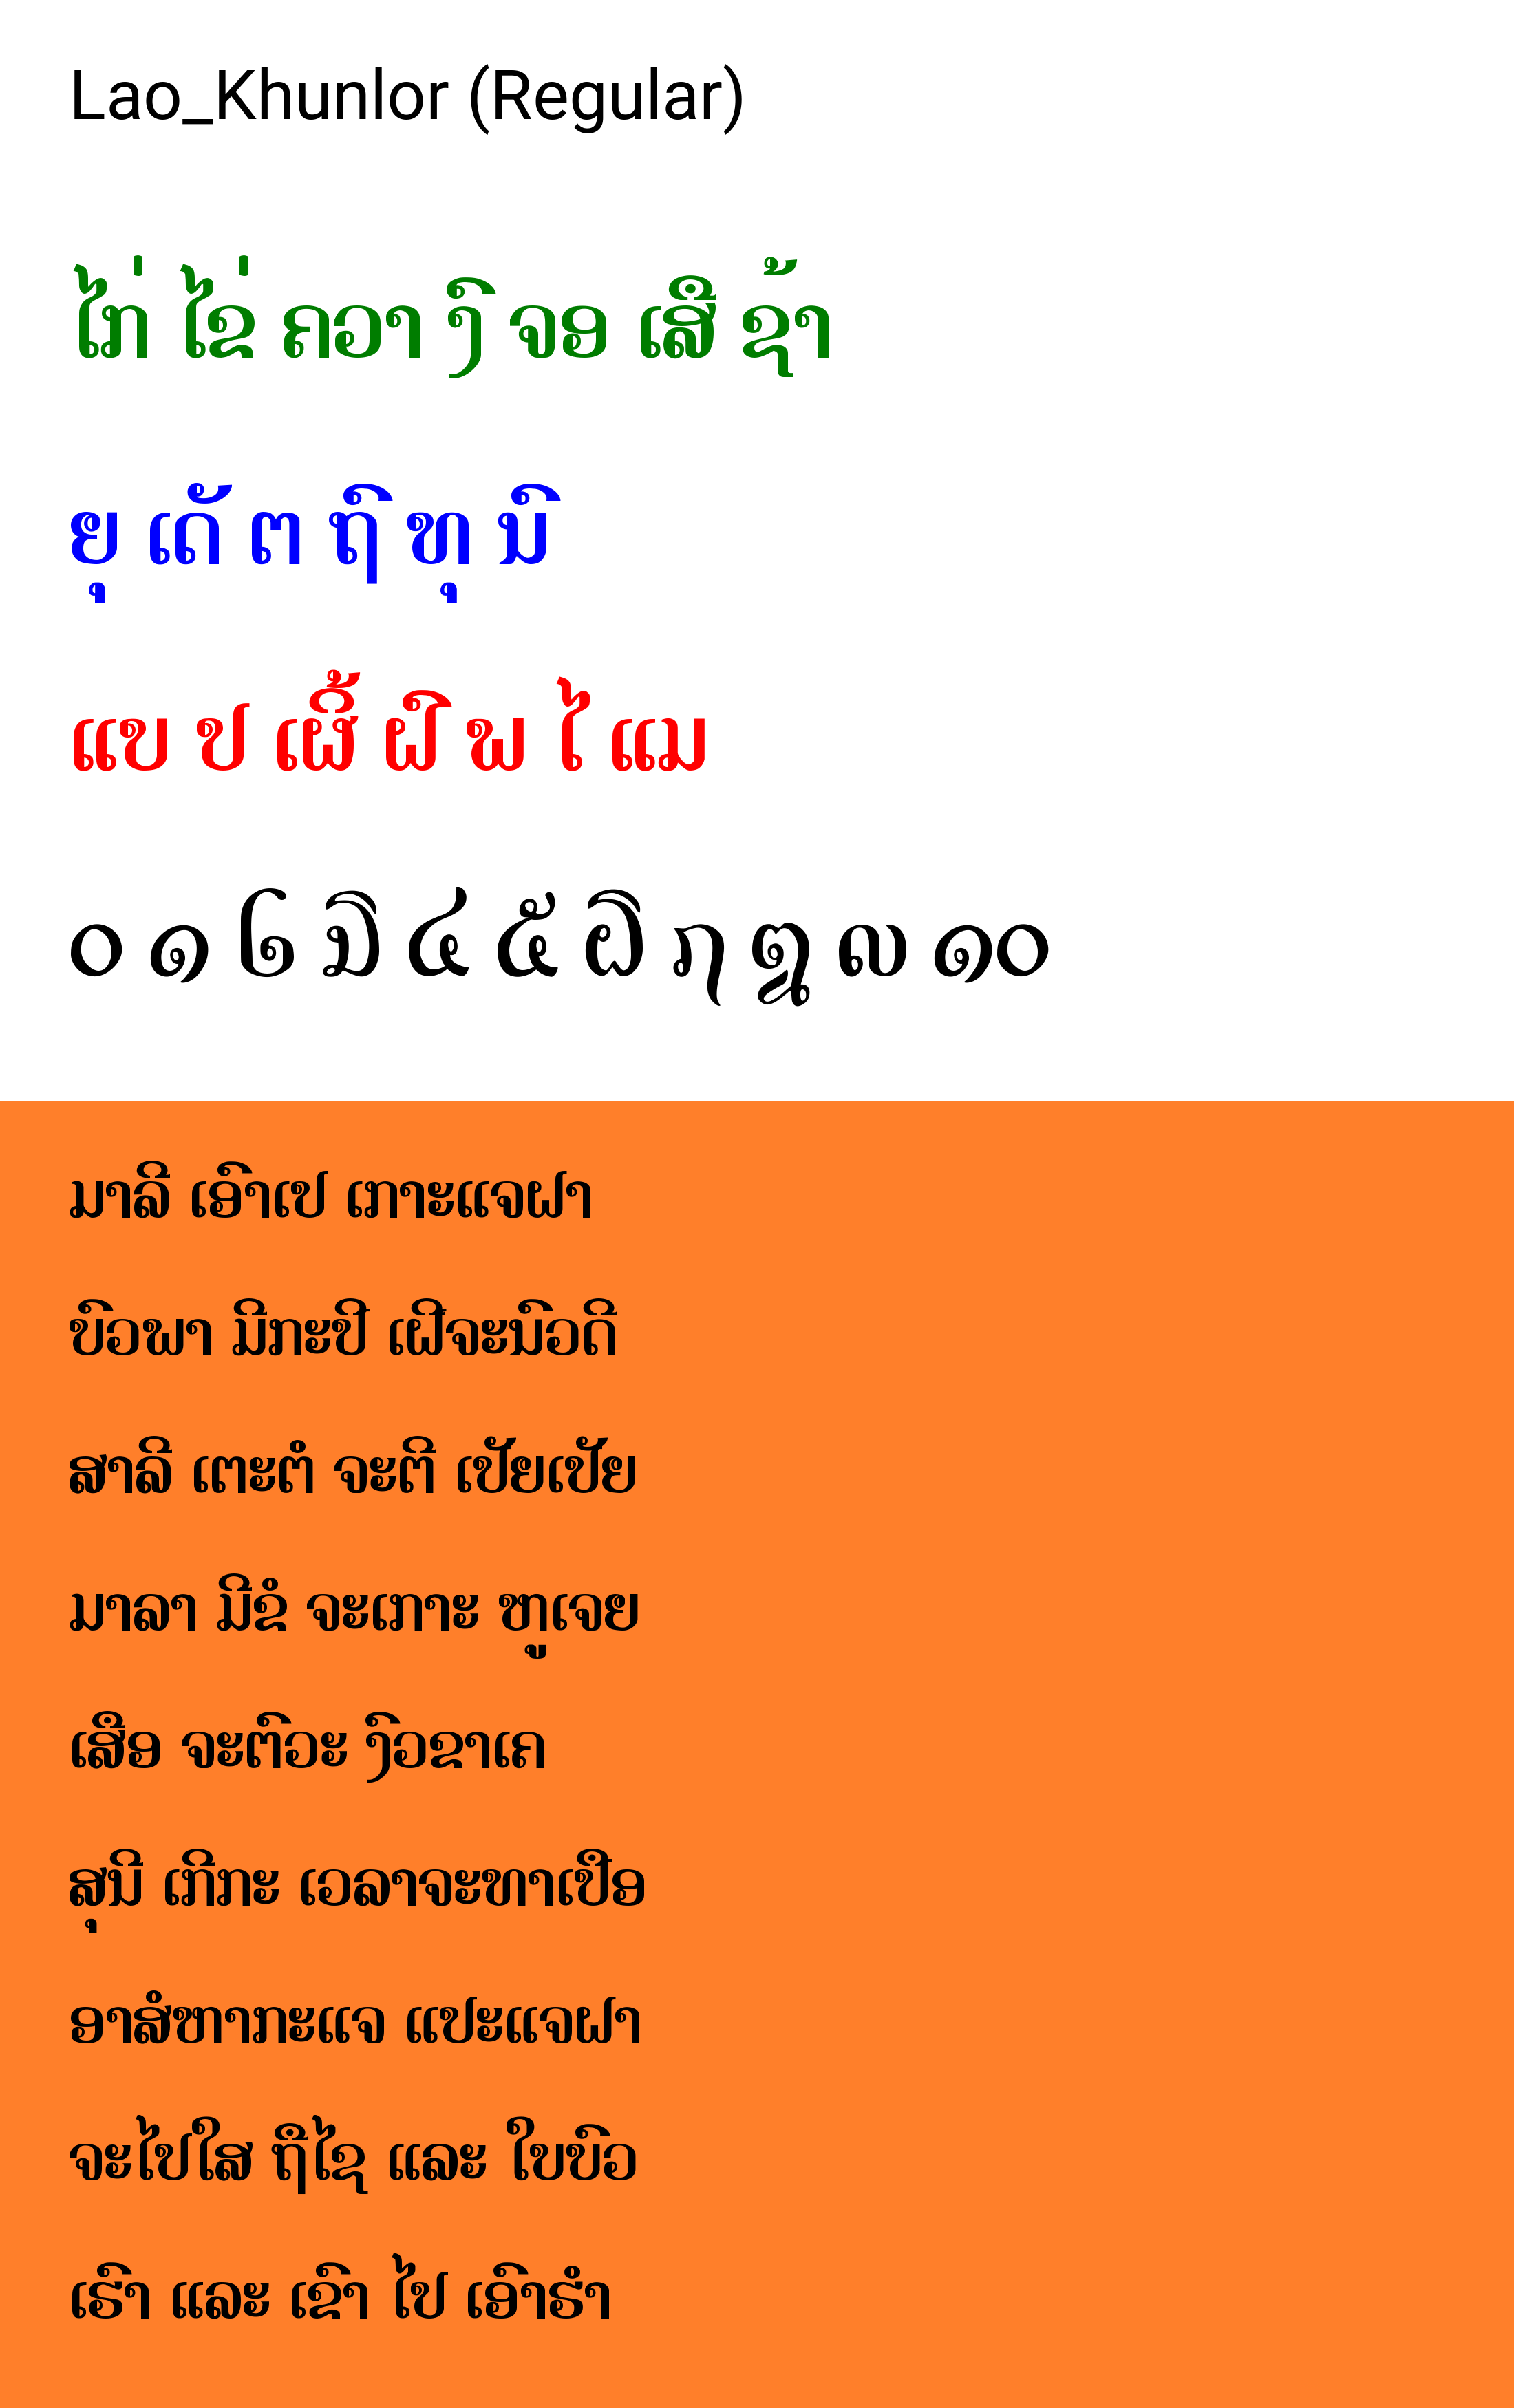 Lao_Khunlor (Regular)
ໄກ່ ໄຂ່ ຄວາ ງົ ຈອ ເສື ຊ້າ
ຍຸ ເດັ ຕ ຖົ ທຸ ນົ
ແບ ປ ເຜິ້ ຝົ ພ ໄ ແມ
໐ ໑ ໒ ໓ ໔ ໕ ໖ ໗ ໘ ໙ ໑໐
ມາລີ ເອົາເປ ເກາະແຈຝາ
ບົວພາ ມີກະປີ ເຝີຈະນົວດີ
ສາລີ ເຕະຕໍ ຈະຕີ ເປັຍເປັຍ
ມາລາ ມີຂໍ ຈະເກາະ ຫູເຈຍ
ເສືອ ຈະຕົວະ ງົວຂາເຄ
ສຸນີ ເກີກະ ເວລາຈະທາເປືອ
ອາສໍຫາກະແຈ ແປະແຈຝາ
ຈະໄປໃສ ຖືໄຊ ແລະ ໃບບົວ
ເຮົາ ແລະ ເຂົາ ໄປ ເອົາຮໍາ